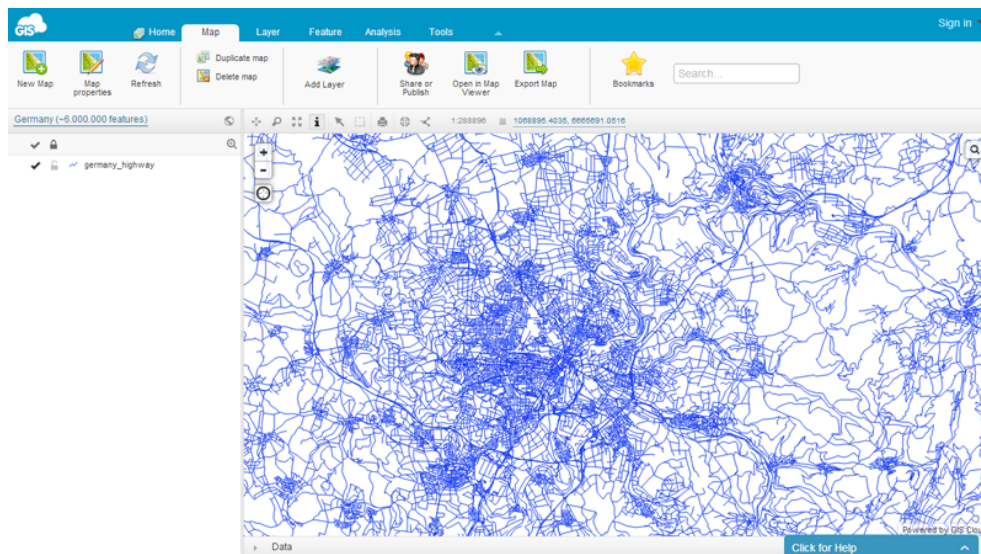 GIS
Sign in
Home Map Layer Feature Analysis Tools
New Map
Map properties
Refresh
Duplicate map
Delete map
Add Layer
Share or Publish
Open in Map Viewer
Export Map
Bookmarks
Search...
Germany (~6.000.000 features)
1:288896
1068895.4035, 6665691.0516
germany_highway
Powered by GIS Clou
Data
Click for Help